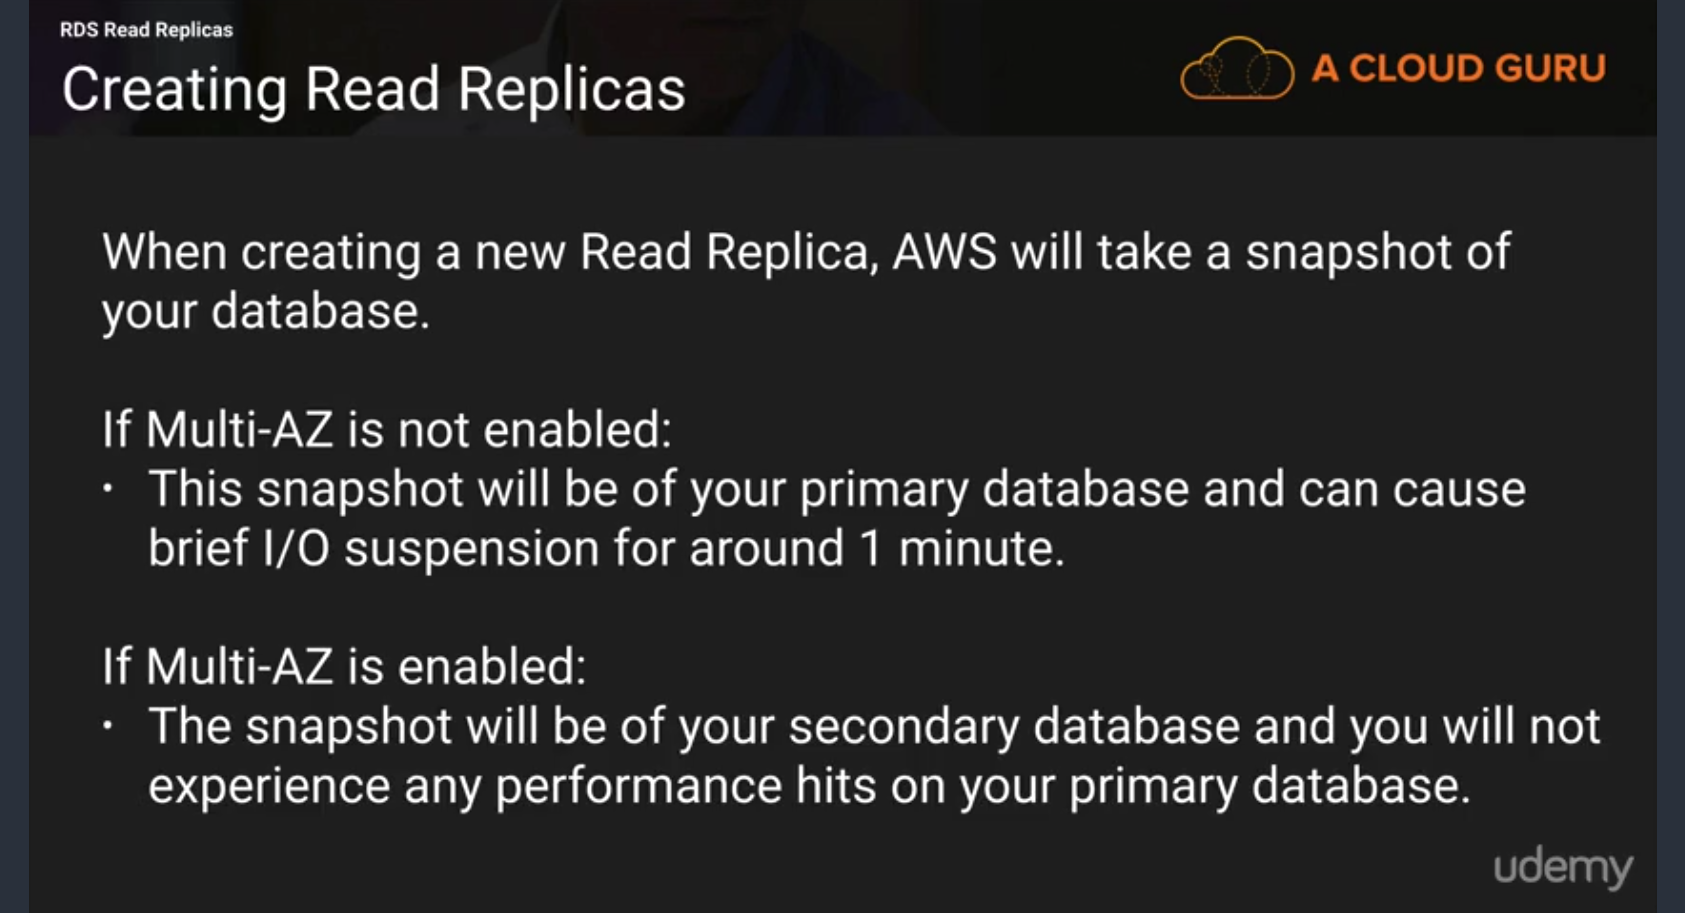 RDS Read Replicas
Creating Read Replicas
A CLOUD GURU
When creating a new Read Replica, AWS will take a snapshot of
your database.
If Multi-AZ is not enabled:
• This snapshot will be of your primary database and can cause
brief I/O suspension for around 1 minute.
If Multi-AZ is enabled:
• The snapshot will be of your secondary database and you will not
experience any performance hits on your primary database.
udemy